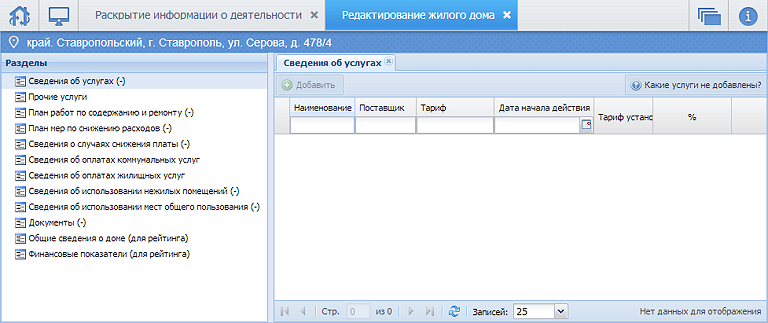 Раскрытие информации о деятельности
Редактирование жилого дома
край. Ставропольский, г. Ставрополь, ул. Серова, д. 478/4
Разделы
Сведения об услугах (-)
Прочие услуги
План работ по содержанию и ремонту (-)
План мер по снижению расходов (-)
Сведения о случаях снижения платы (-)
Сведения об оплатах коммунальных услуг
Сведения об оплатах жилищных услуг
Сведения об использовании нежилых помещений (-)
Сведения об использовании мест общего пользования (-)
Документы (-)
Общие сведения о доме (для рейтинга)
Финансовые показатели (для рейтинга)
Сведения об услугах
Добавить
Какие услуги не добавлены?
Наименование Поставщик Тариф Дата начала действия Тариф устано %
Стр. 0 из 0 Записей: 25 Нет данных для отображения